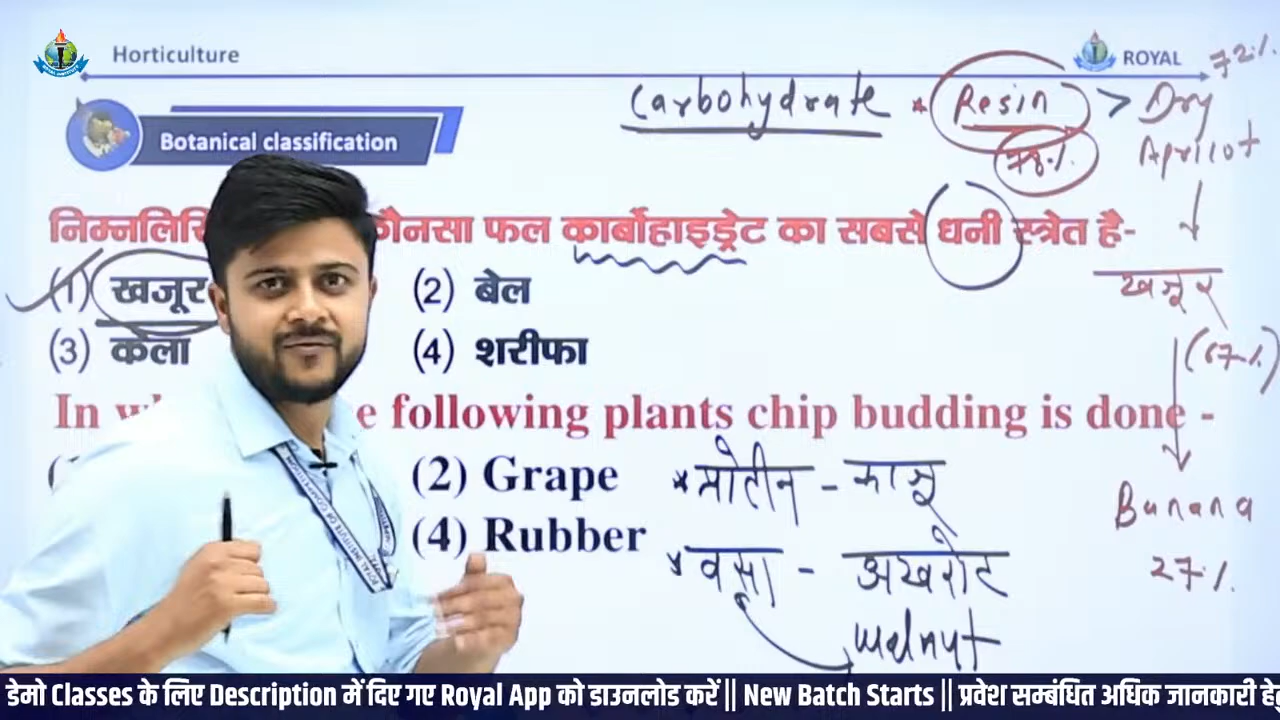 Horticulture
ROYAL
72%
Carbohydrate * Resin > Dry
Apricot
78%
Botanical classification
कौनसा फल कार्बोहाइड्रेट का सबसे धनी स्त्रेत है-
(1) खजूर
(2) बेल
खजूर
(3) केला
(4) शरीफा
(67%)
In following plants chip budding is done -
(2) Grape
* प्रोटीन - काजू
Banana
(4) Rubber
* वसा - अखरोट
27%
Walnut
डेमो Classes के लिए Description में दिए गए Royal App को डाउनलोड करें || New Batch Starts || प्रवेश सम्बंधित अधिक जानकारी हेतु